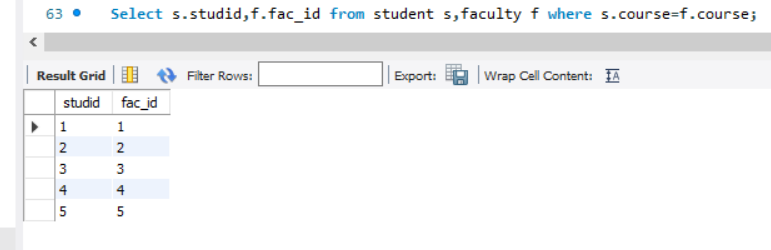 63 Select s.studid,f.fac_id from student s,faculty f where s.course=f.course;
Result Grid Filter Rows: Export: Wrap Cell Content: IA
studid fac_id
1 1
2 2
3 3
4 4
5 5